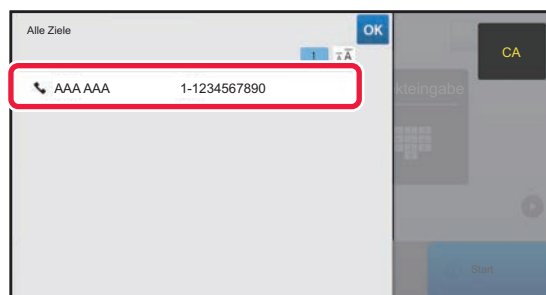 Alle Ziele
OK
CA
1
AAA AAA 1-1234567890
kteingabe
Start